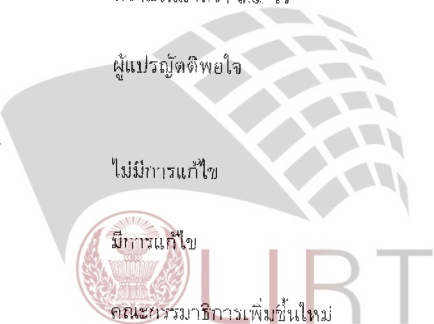 ผู้แปรญัตติพอใจ
ไม่มีการแก้ไข
มีการแก้ไข
LIRT
คณะกรรมาธิการเพิ่มขึ้นใหม่